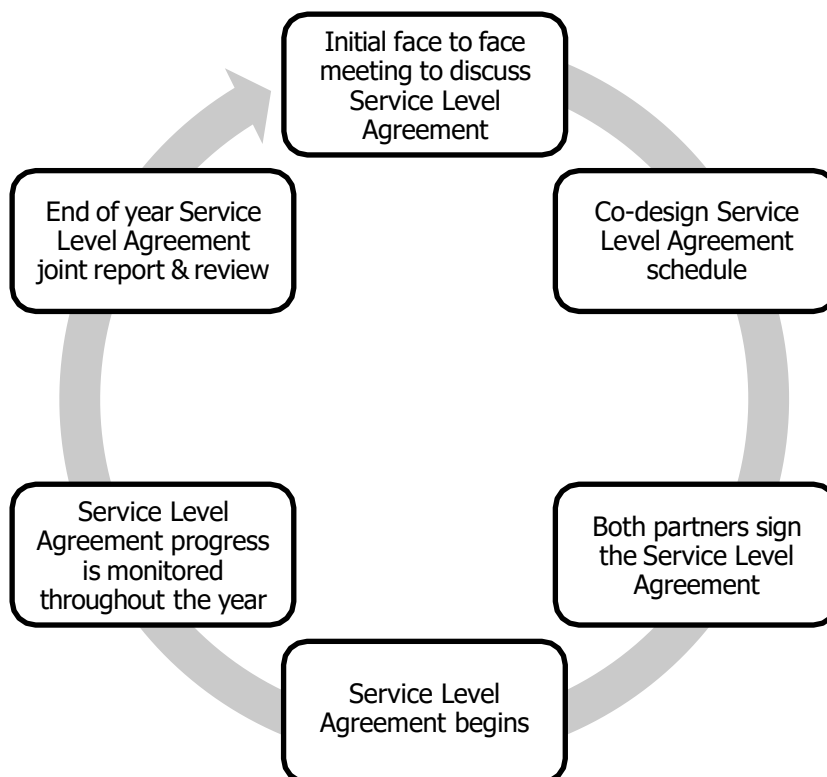 Initial face to face
meeting to discuss
Service Level
Agreement
Co-design Service
Level Agreement
schedule
Both partners sign
the Service Level
Agreement
Service Level
Agreement begins
Service Level
Agreement progress
is monitored
throughout the year
End of year Service
Level Agreement
joint report & review